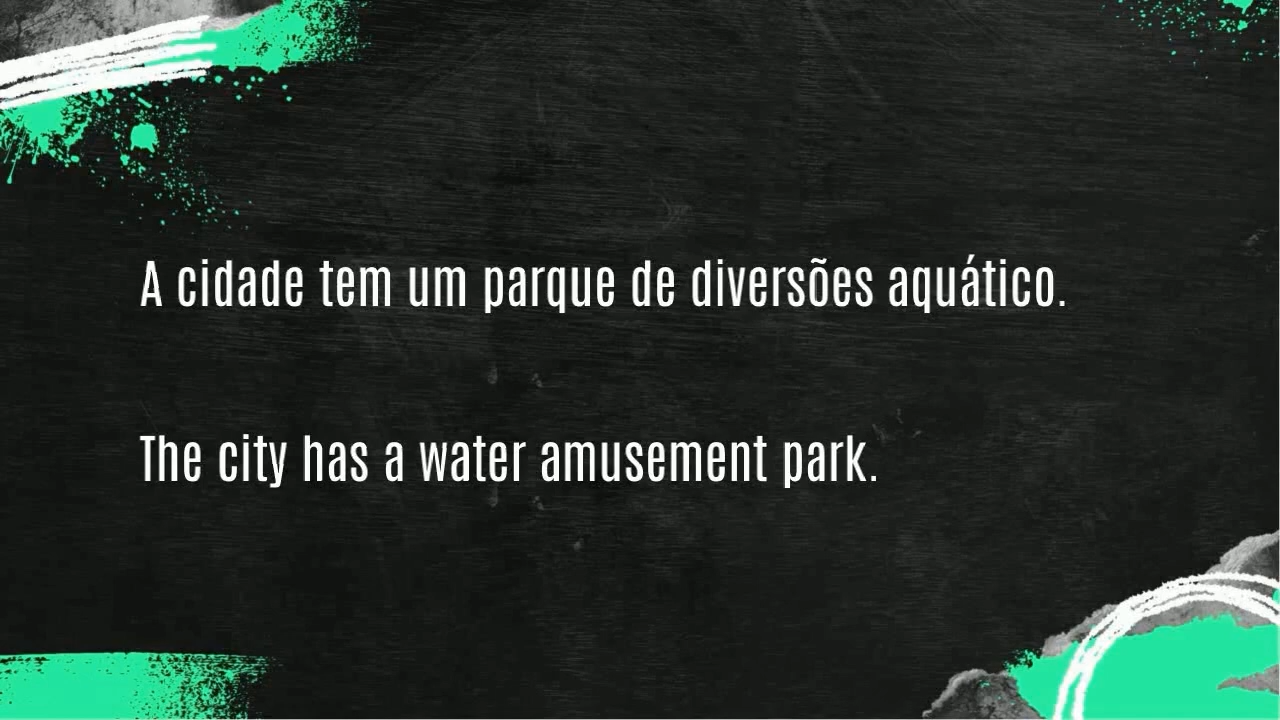 A cidade tem um parque de diversões aquático.
The city has a water amusement park.